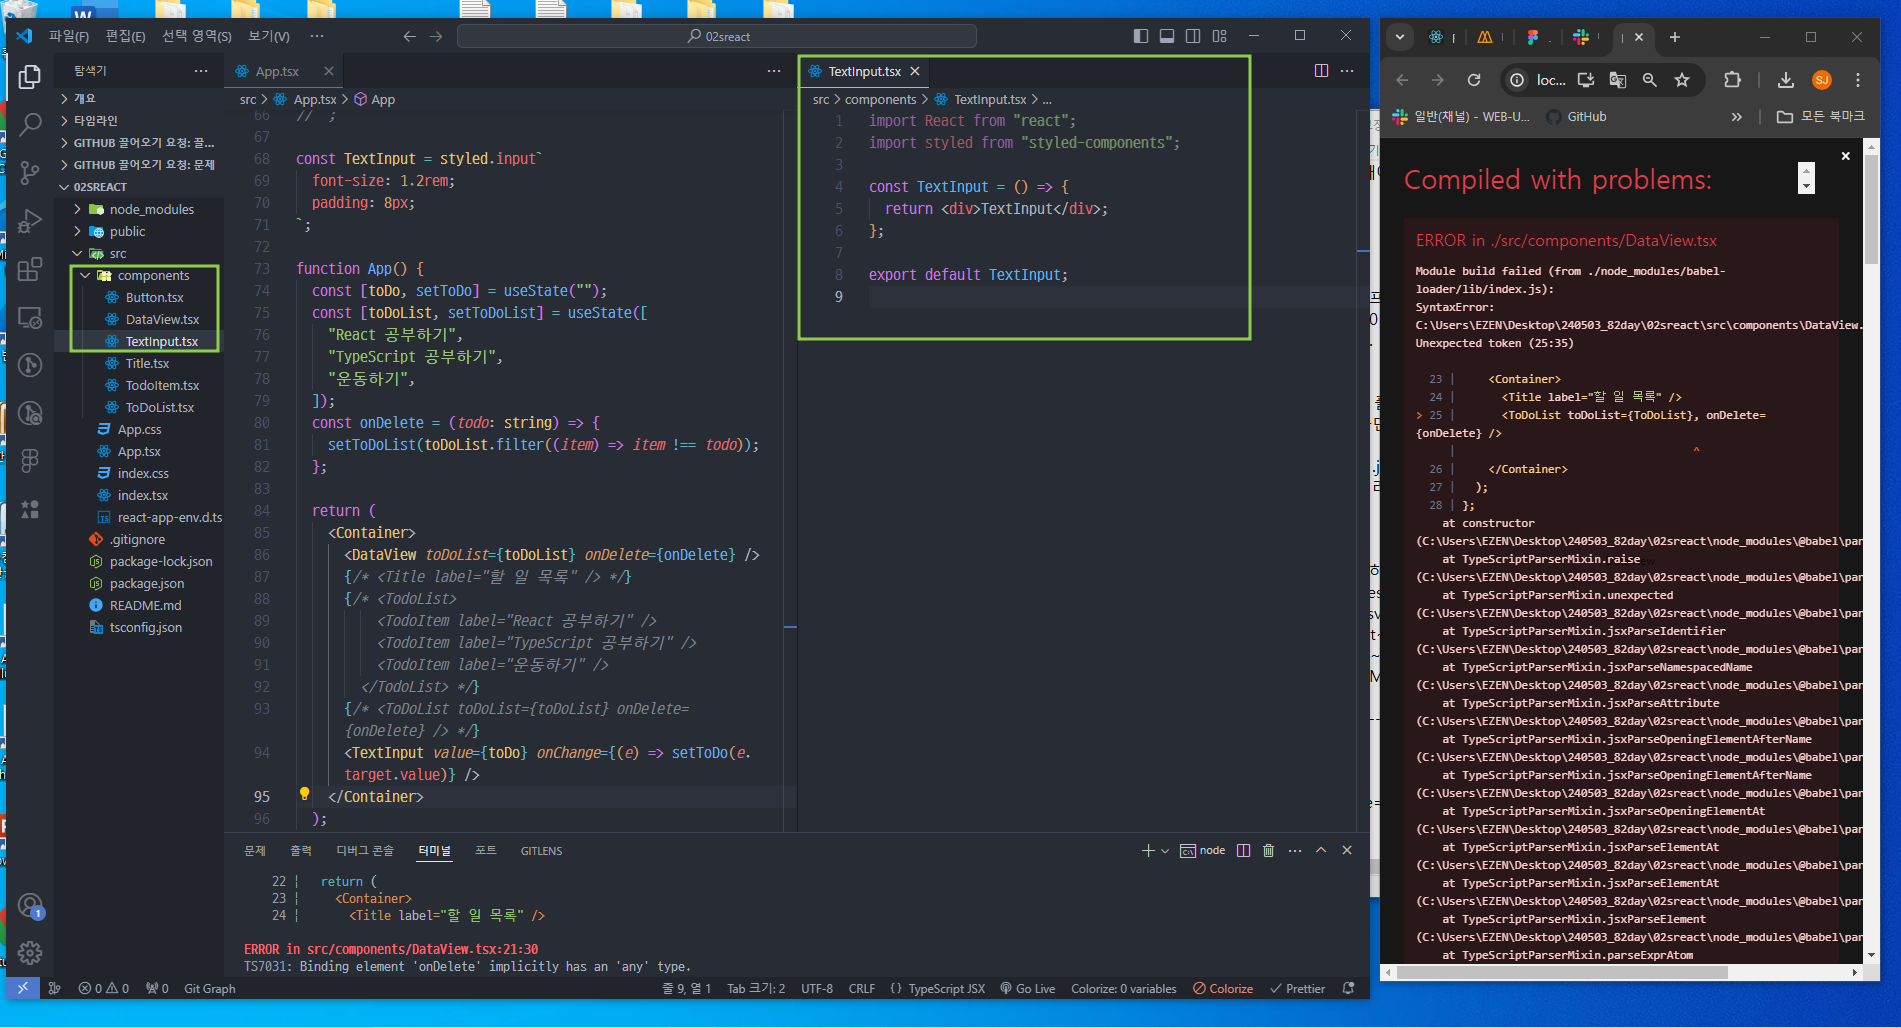 파일(F) 편집(E) 선택 영역(S) 보기(V) ···
02sreact
탐색기
개요
타임라인
GITHUB 끌어오기 요청: 끌...
GITHUB 끌어오기 요청: 문제
02SREACT
node_modules
public
src
components
Button.tsx
DataView.tsx
TextInput.tsx
Title.tsx
TodoItem.tsx
ToDoList.tsx
App.css
App.tsx
index.css
index.tsx
react-app-env.d.ts
.gitignore
package-lock.json
package.json
README.md
tsconfig.json
App.tsx
src > App.tsx > App
66 // `;
67
68 const TextInput = styled.input`
69 font-size: 1.2rem;
70 padding: 8px;
71 `;
72
73 function App() {
74 const [toDo, setToDo] = useState("");
75 const [toDoList, setToDoList] = useState([
76 "React 공부하기",
77 "TypeScript 공부하기",
78 "운동하기",
79 ]);
80 const onDelete = (todo: string) => {
81 setToDoList(toDoList.filter((item) => item !== todo));
82 };
83
84 return (
85 <Container>
86 <DataView toDoList={toDoList} onDelete={onDelete} />
87 {/* <Title label="할 일 목록" /> */}
88 {/* <TodoList>
89 <TodoItem label="React 공부하기" />
90 <TodoItem label="TypeScript 공부하기" />
91 <TodoItem label="운동하기" />
92 </TodoList> */}
93 {/* <ToDoList toDoList={toDoList} onDelete=
{onDelete} /> */}
94 <TextInput value={toDo} onChange={(e) => setToDo(e.
target.value)} />
95 </Container>
96 );
TextInput.tsx
src > components > TextInput.tsx > ...
1 import React from "react";
2 import styled from "styled-components";
3
4 const TextInput = () => {
5 return <div>TextInput</div>;
6 };
7
8 export default TextInput;
9
문제 출력 디버그 콘솔 터미널 포트 GITLENS
node
22 | return (
23 | <Container>
24 | <Title label="할 일 목록" />
ERROR in src/components/DataView.tsx:21:30
TS7031: Binding element 'onDelete' implicitly has an 'any' type.
0 0 0 Git Graph 줄 9, 열 1 Tab 크기: 2 UTF-8 CRLF {} TypeScript JSX Go Live Colorize: 0 variables Colorize Prettier
1
loc...
SJ
일반(채널) - WEB-U... GitHub » 모든 북마크
Compiled with problems:
ERROR in ./src/components/DataView.tsx
Module build failed (from ./node_modules/babel-
loader/lib/index.js):
SyntaxError:
C:\Users\EZEN\Desktop\240503_82day\02sreact\src\components\DataView.
Unexpected token (25:35)
23 | <Container>
24 | <Title label="할 일 목록" />
> 25 | <ToDoList toDoList={ToDoList}, onDelete=
{onDelete} />
| ^
26 | </Container>
27 | );
28 | };
at constructor
(C:\Users\EZEN\Desktop\240503_82day\02sreact\node_modules\@babel\par
at TypeScriptParserMixin.raise
(C:\Users\EZEN\Desktop\240503_82day\02sreact\node_modules\@babel\par
at TypeScriptParserMixin.unexpected
(C:\Users\EZEN\Desktop\240503_82day\02sreact\node_modules\@babel\par
at TypeScriptParserMixin.jsxParseIdentifier
(C:\Users\EZEN\Desktop\240503_82day\02sreact\node_modules\@babel\par
at TypeScriptParserMixin.jsxParseNamespacedName
(C:\Users\EZEN\Desktop\240503_82day\02sreact\node_modules\@babel\par
at TypeScriptParserMixin.jsxParseAttribute
(C:\Users\EZEN\Desktop\240503_82day\02sreact\node_modules\@babel\par
at TypeScriptParserMixin.jsxParseOpeningElementAfterName
(C:\Users\EZEN\Desktop\240503_82day\02sreact\node_modules\@babel\par
at TypeScriptParserMixin.jsxParseOpeningElementAfterName
(C:\Users\EZEN\Desktop\240503_82day\02sreact\node_modules\@babel\par
at TypeScriptParserMixin.jsxParseOpeningElementAt
(C:\Users\EZEN\Desktop\240503_82day\02sreact\node_modules\@babel\par
at TypeScriptParserMixin.jsxParseElementAt
(C:\Users\EZEN\Desktop\240503_82day\02sreact\node_modules\@babel\par
at TypeScriptParserMixin.jsxParseElementAt
(C:\Users\EZEN\Desktop\240503_82day\02sreact\node_modules\@babel\par
at TypeScriptParserMixin.jsxParseElement
(C:\Users\EZEN\Desktop\240503_82day\02sreact\node_modules\@babel\par
at TypeScriptParserMixin.parseExprAtom